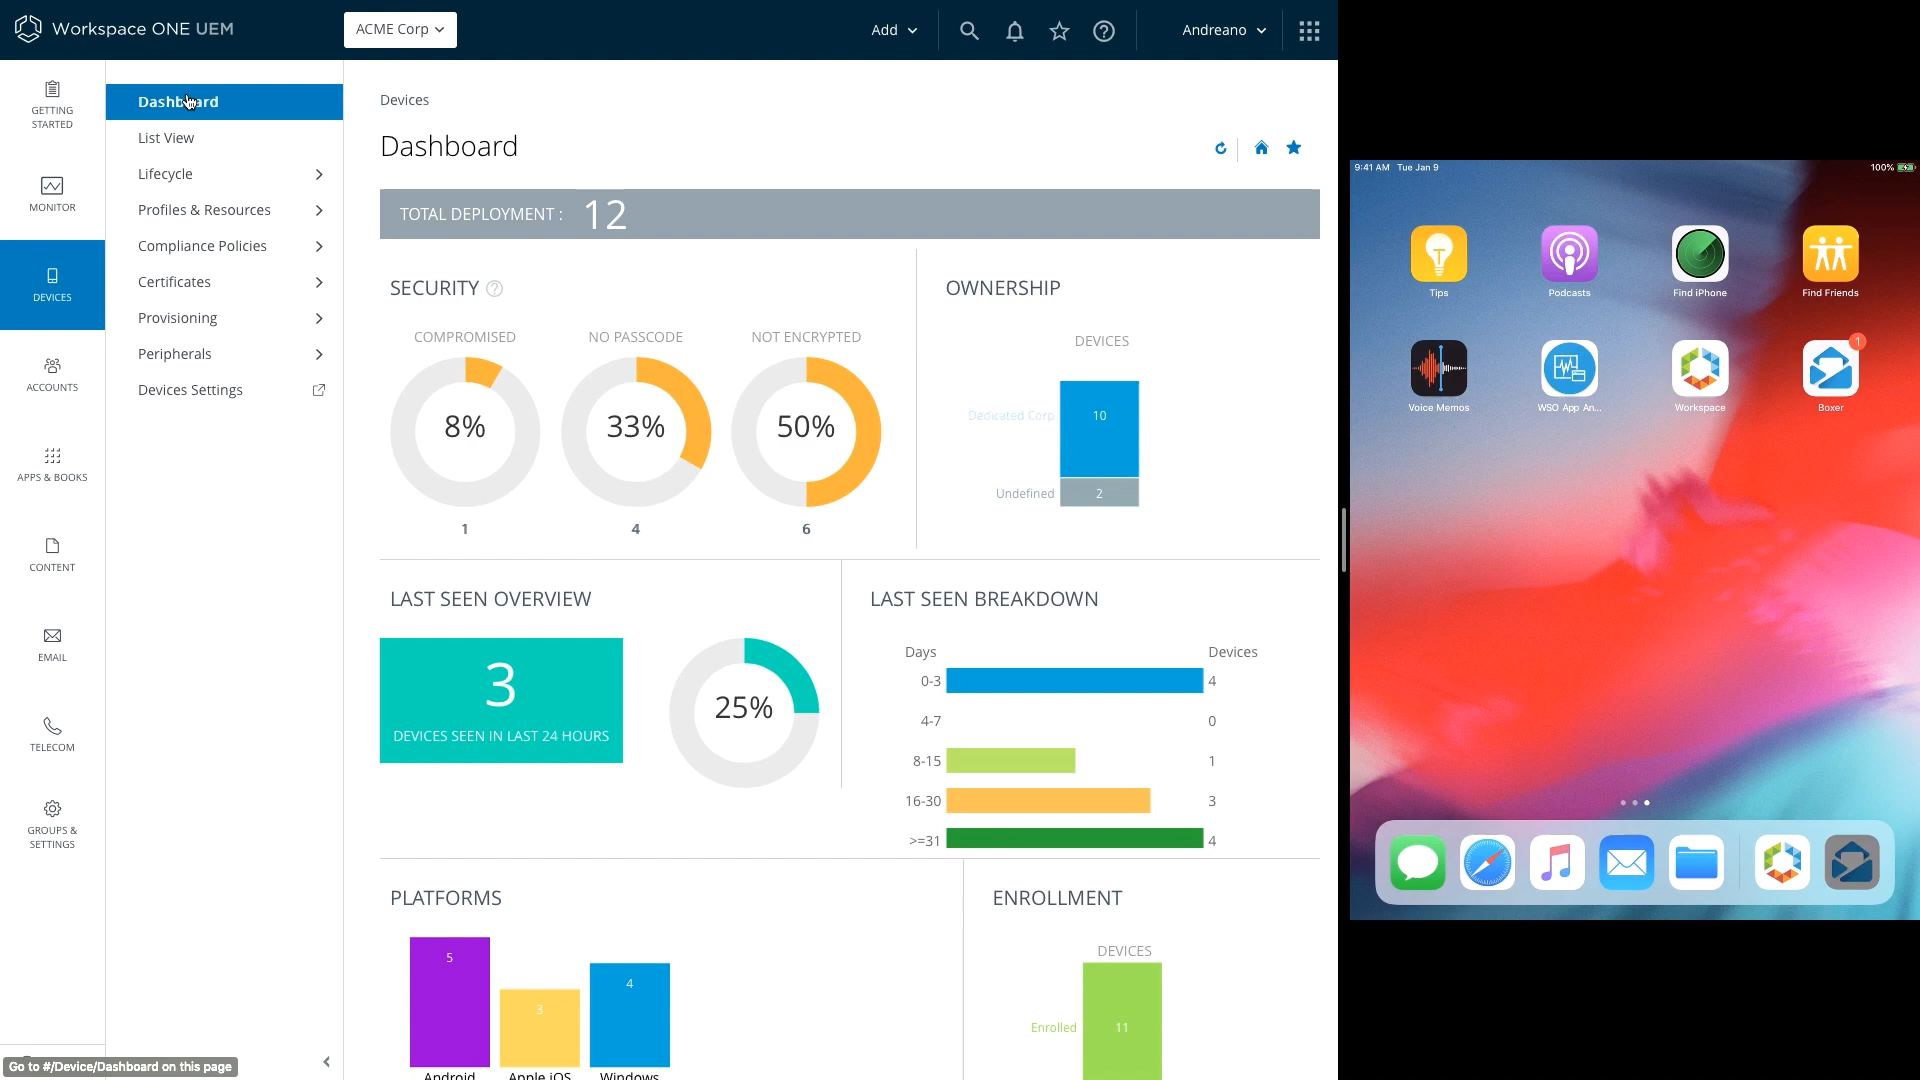 Workspace ONE UEM
ACME Corp
Add
Andreano
GETTING
STARTED
MONITOR
DEVICES
ACCOUNTS
APPS & BOOKS
CONTENT
EMAIL
TELECOM
GROUPS &
SETTINGS
Dashboard
List View
Lifecycle
Profiles & Resources
Compliance Policies
Certificates
Provisioning
Peripherals
Devices Settings
Go to #/Device/Dashboard on this page
Devices
Dashboard
TOTAL DEPLOYMENT : 12
SECURITY ?
COMPROMISED NO PASSCODE NOT ENCRYPTED
8% 33% 50%
1 4 6
OWNERSHIP
DEVICES
Dedicated Corp 10
Undefined 2
LAST SEEN OVERVIEW
3
DEVICES SEEN IN LAST 24 HOURS
25%
LAST SEEN BREAKDOWN
Days Devices
0-3 4
4-7 0
8-15 1
16-30 3
>=31 4
PLATFORMS
5 3 4
Android Apple iOS Windows
ENROLLMENT
DEVICES
Enrolled 11
9:41 AM Tue Jan 9 100%
Tips Podcasts Find iPhone Find Friends
1
Voice Memos WSO App An... Workspace Boxer